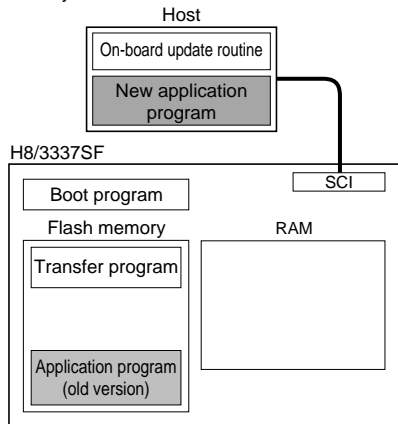 Host
On-board update routine
New application
program
H8/3337SF
SCI
Boot program
Flash memory
RAM
Transfer program
Application program
(old version)